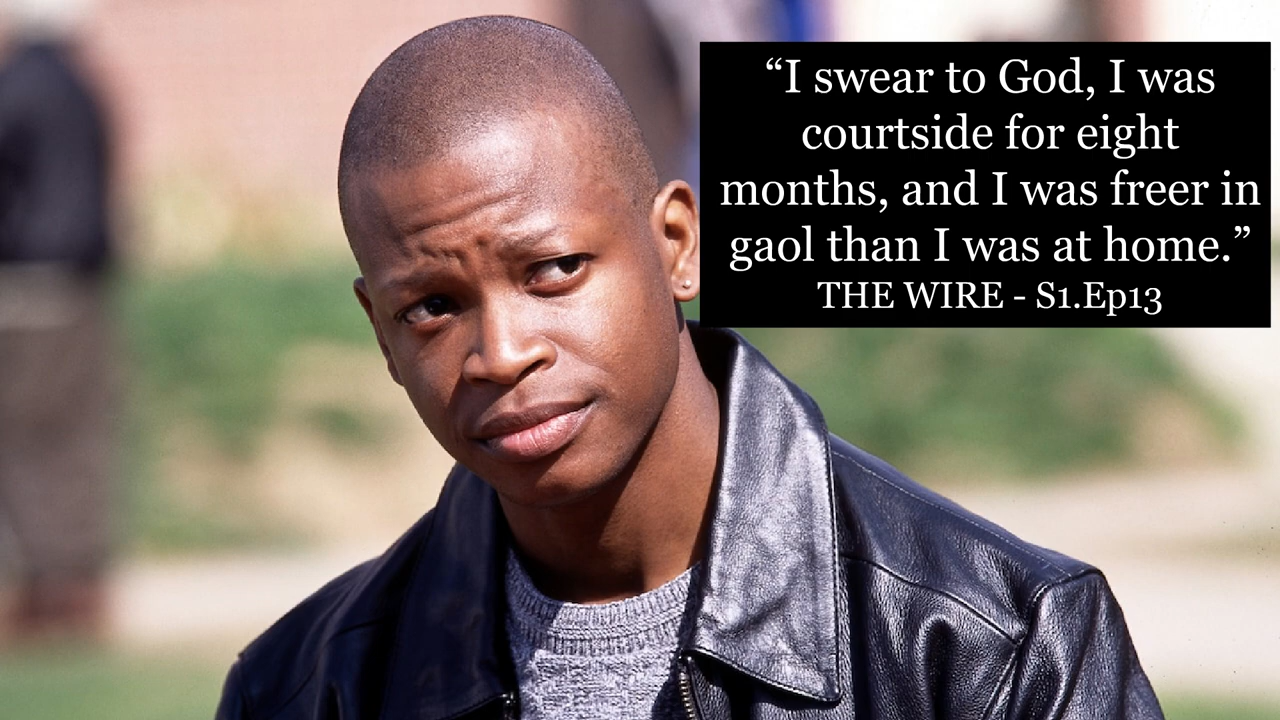 “I swear to God, I was
courtside for eight
months, and I was freer in
gaol than I was at home.”
THE WIRE - S1.Ep13